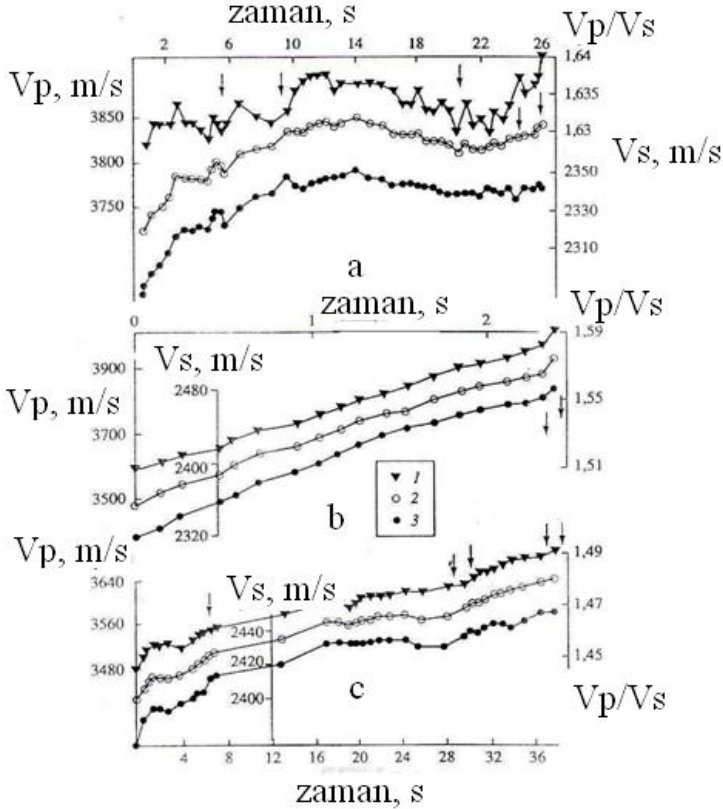 zaman, s
Vp/Vs
2 6 10 14 18 22 26
Vp, m/s
1,64
1,635
3850
1,63
Vs, m/s
3800
2350
3750
2330
2310
a
zaman, s
Vp/Vs
0 1 2
1,59
Vs, m/s
3900
2480
Vp, m/s
1,55
3700
2400
1,51
3500
b
1
2
3
2320
Vp, m/s
1,49
3640
Vs, m/s
1,47
3560
2440
2420
1,45
3480
2400
c
Vp/Vs
4 8 12 16 20 24 28 32 36
zaman, s